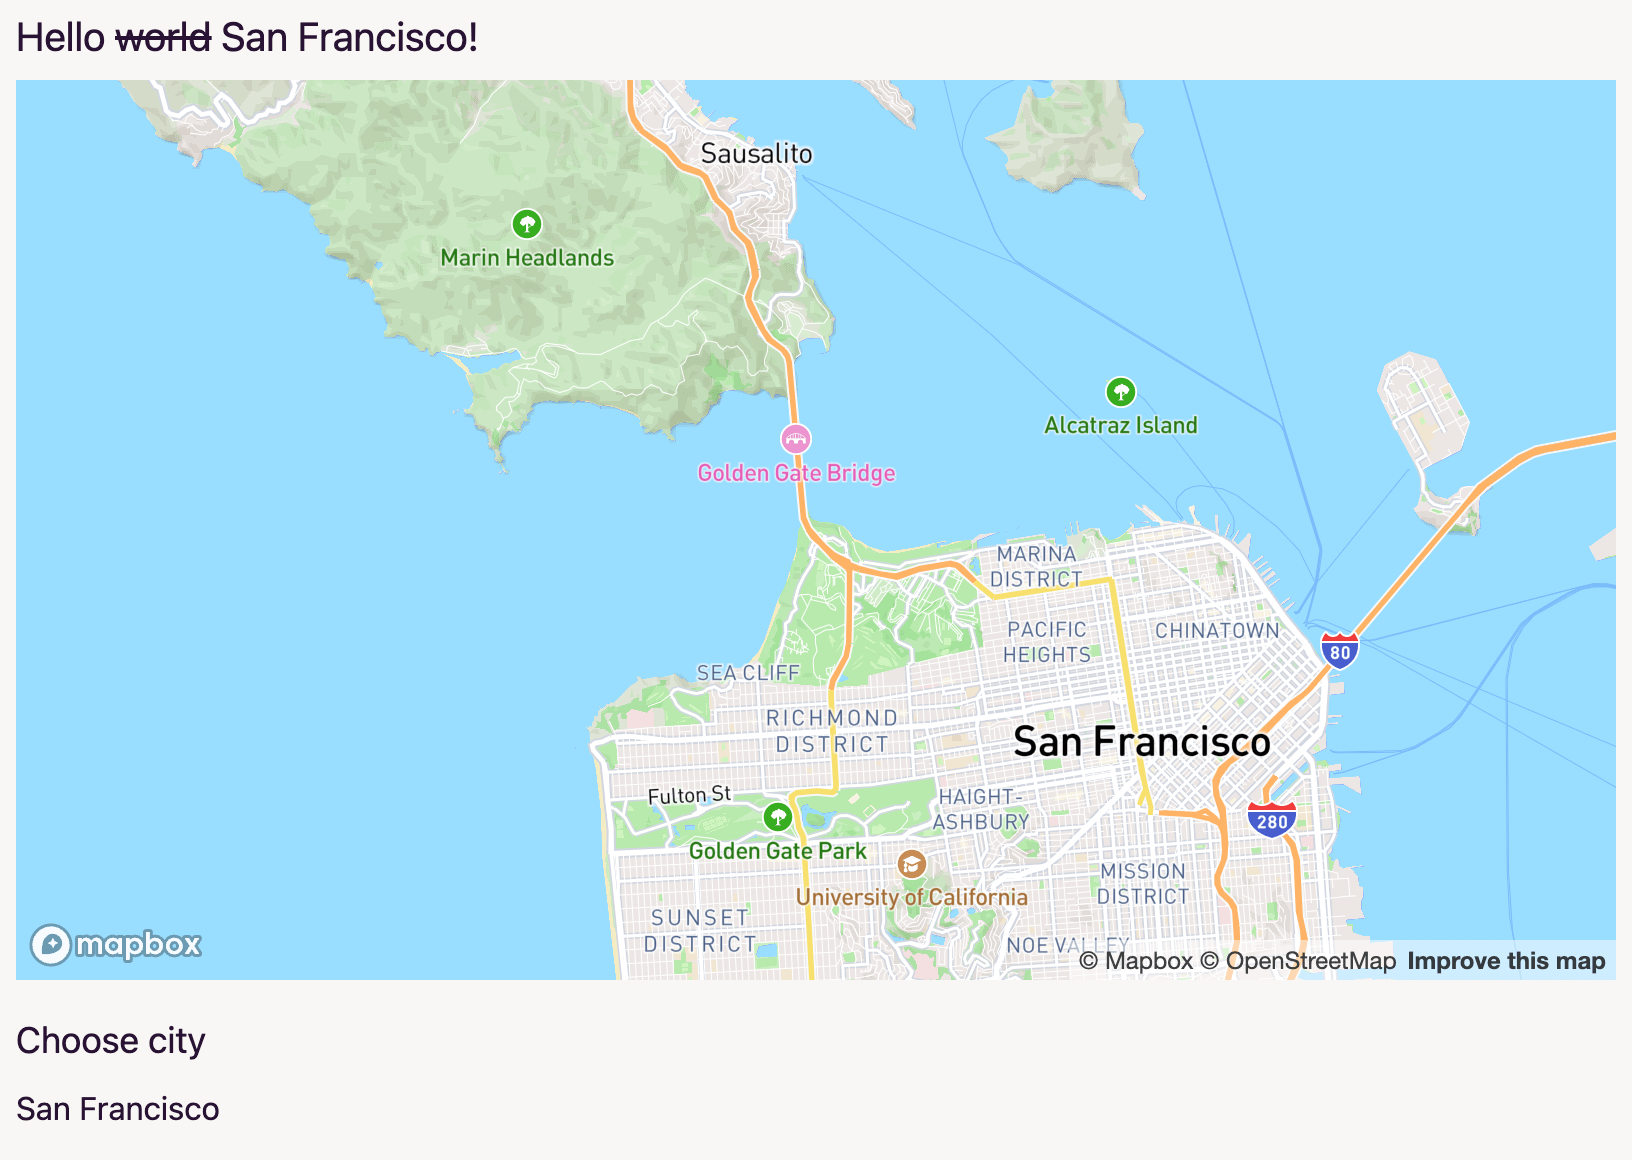 Hello world San Francisco!
Sausalito
Marin Headlands
Alcatraz Island
Golden Gate Bridge
MARINA
DISTRICT
PACIFIC
HEIGHTS
CHINATOWN
80
SEA CLIFF
RICHMOND
DISTRICT
San Francisco
Fulton St
HAIGHT-
ASHBURY
280
Golden Gate Park
University of California
MISSION
DISTRICT
SUNSET
DISTRICT
NOE VALLEY
mapbox
© Mapbox © OpenStreetMap Improve this map
Choose city
San Francisco